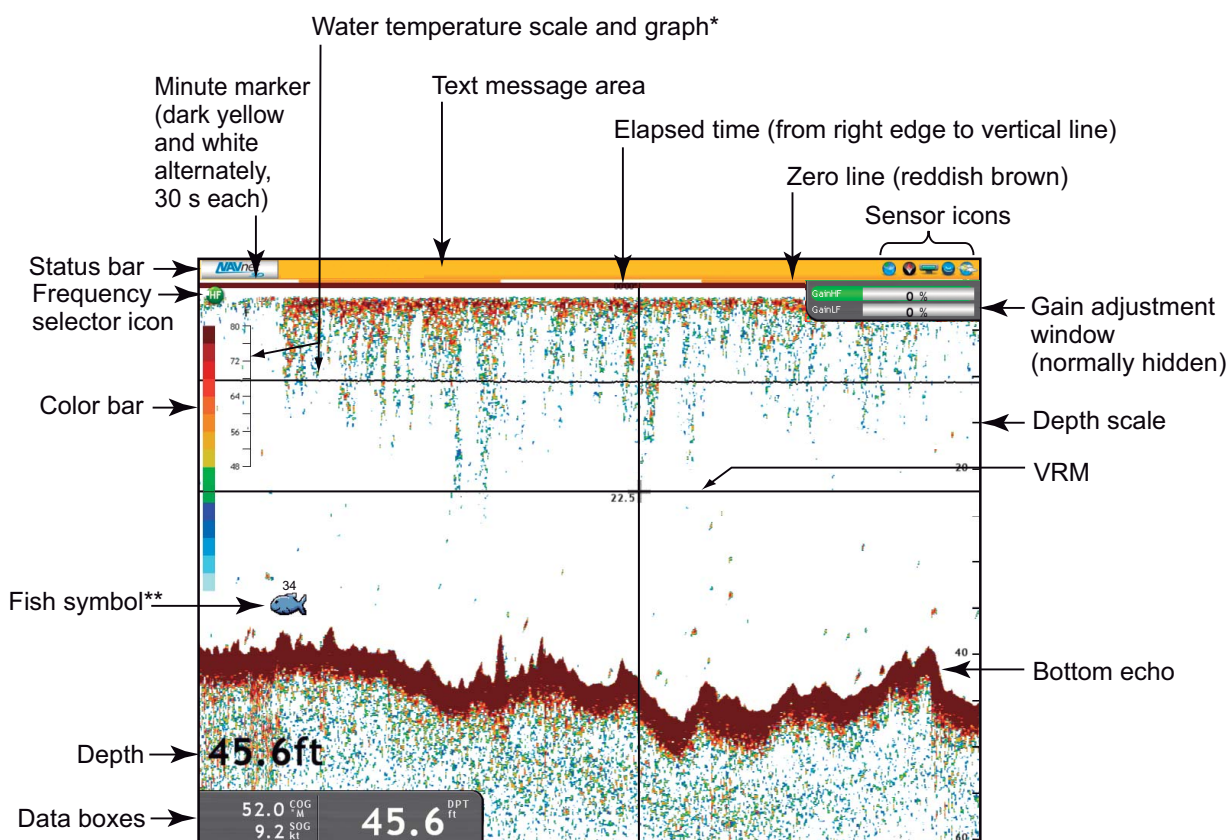 Water temperature scale and graph*
Minute marker
(dark yellow
and white
alternately,
30 s each)
Text message area
Elapsed time (from right edge to vertical line)
Zero line (reddish brown)
Sensor icons
Status bar
NAVnet
Frequency
selector icon
HF
00:00
GainHF 0 %
GainLF 0 %
Gain adjustment
window
(normally hidden)
80
72
64
56
48
Color bar
Depth scale
20
VRM
22.5
34
Fish symbol**
40
Bottom echo
Depth
45.6ft
Data boxes
52.0 COG °M
9.2 SOG kt
45.6 DPT ft
60